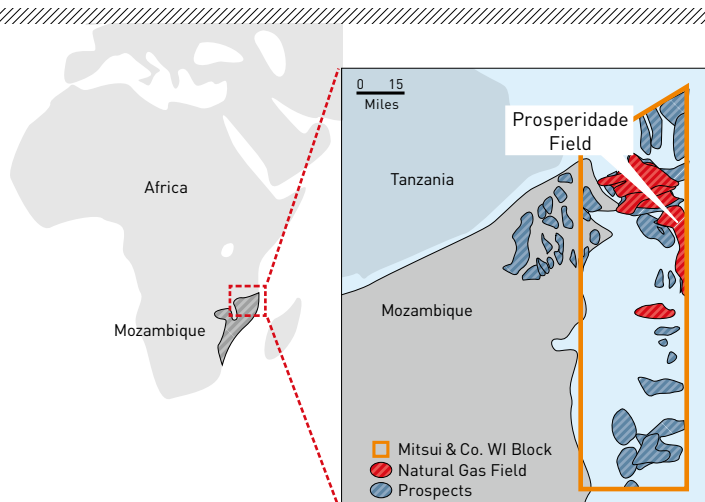 Africa
Mozambique
0 15
Miles
Prosperidade
Field
Tanzania
Mozambique
Mitsui & Co. WI Block
Natural Gas Field
Prospects